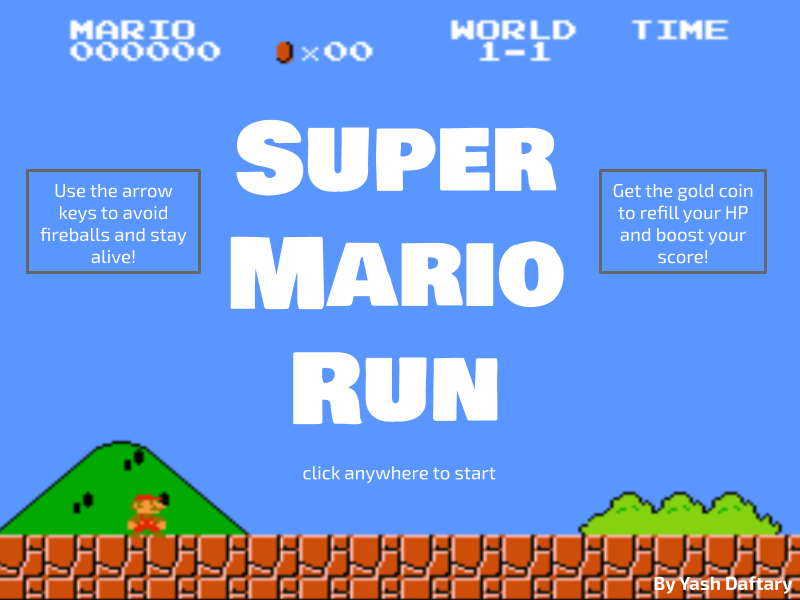 MARIO WORLD TIME
000000 x00 1-1
SUPER
MARIO
RUN
Use the arrow
keys to avoid
fireballs and stay
alive!
Get the gold coin
to refill your HP
and boost your
score!
click anywhere to start
By Yash Daftary